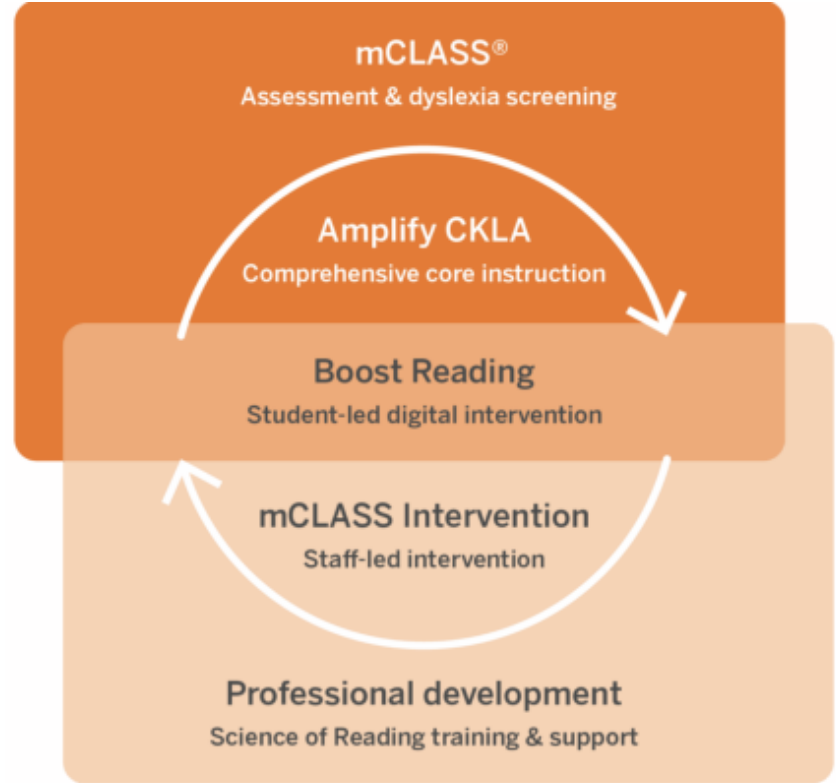 mCLASS®
Assessment & dyslexia screening
Amplify CKLA
Comprehensive core instruction
Boost Reading
Student-led digital intervention
mCLASS Intervention
Staff-led intervention
Professional development
Science of Reading training & support